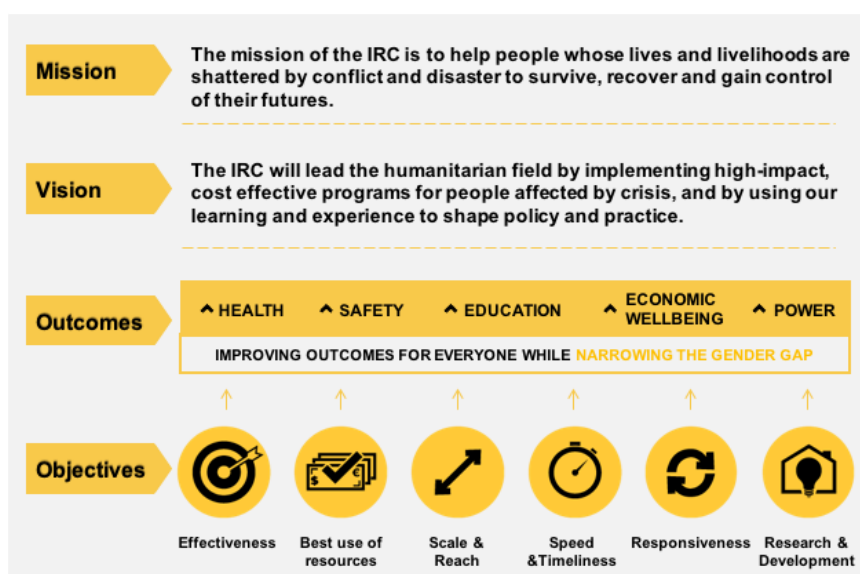 Mission
The mission of the IRC is to help people whose lives and livelihoods are
shattered by conflict and disaster to survive, recover and gain control
of their futures.
Vision
The IRC will lead the humanitarian field by implementing high-impact,
cost effective programs for people affected by crisis, and by using our
learning and experience to shape policy and practice.
Outcomes
HEALTH
SAFETY
EDUCATION
ECONOMIC
WELLBEING
POWER
IMPROVING OUTCOMES FOR EVERYONE WHILE NARROWING THE GENDER GAP
Objectives
$ €
Effectiveness
Best use of
resources
Scale &
Reach
Speed
&Timeliness
Responsiveness
Research &
Development